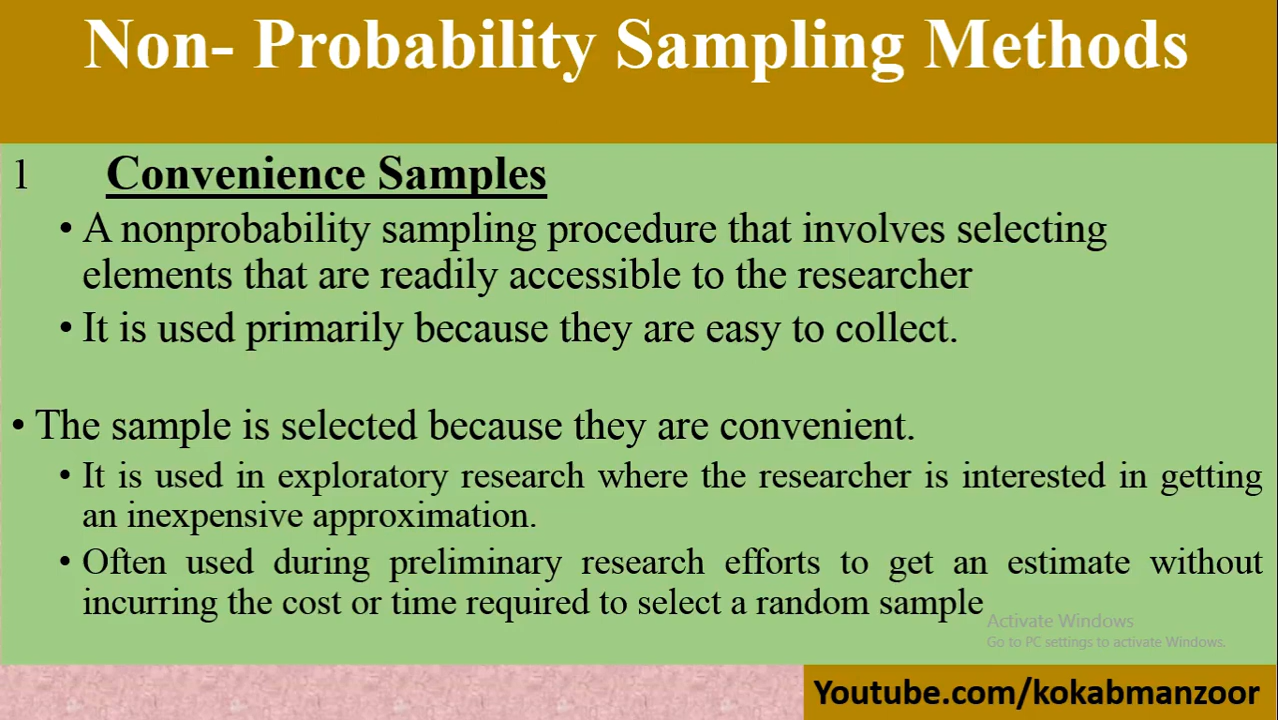 Non- Probability Sampling Methods
1 Convenience Samples
• A nonprobability sampling procedure that involves selecting
elements that are readily accessible to the researcher
• It is used primarily because they are easy to collect.
• The sample is selected because they are convenient.
• It is used in exploratory research where the researcher is interested in getting
an inexpensive approximation.
• Often used during preliminary research efforts to get an estimate without
incurring the cost or time required to select a random sample
Activate Windows
Go to PC settings to activate Windows.
Youtube.com/kokabmanzoor